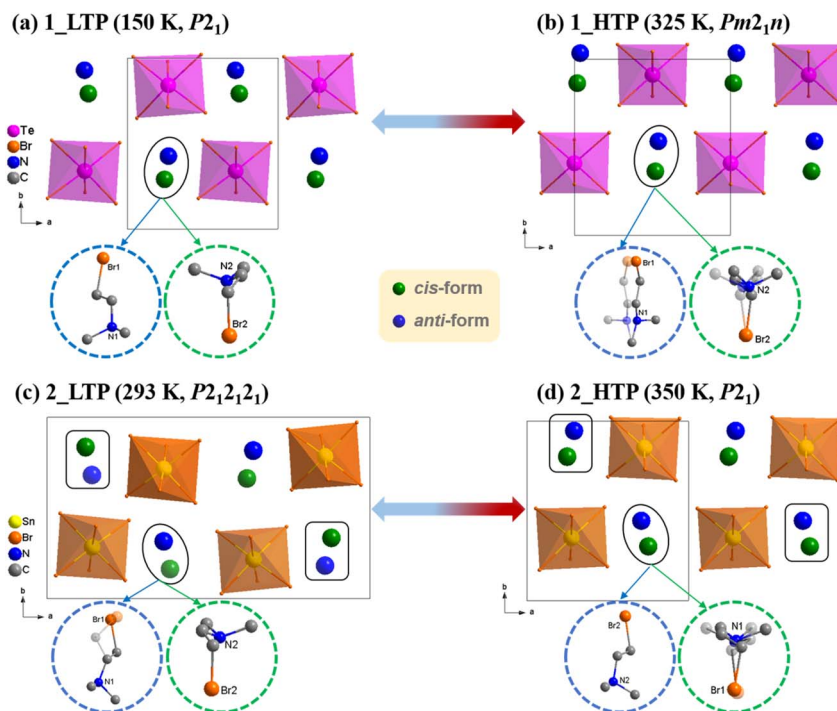 (a) 1_LTP (150 K, P2₁)
(b) 1_HTP (325 K, Pm2₁n)
Te
Br
N
C
b
a
b
a
Br1
N1
N2
Br2
cis-form
anti-form
Br1
N1
N2
Br2
(c) 2_LTP (293 K, P2₁2₁2₁)
(d) 2_HTP (350 K, P2₁)
Sn
Br
N
C
b
a
b
a
Br1
N1
N2
Br2
Br2
N2
N1
Br1